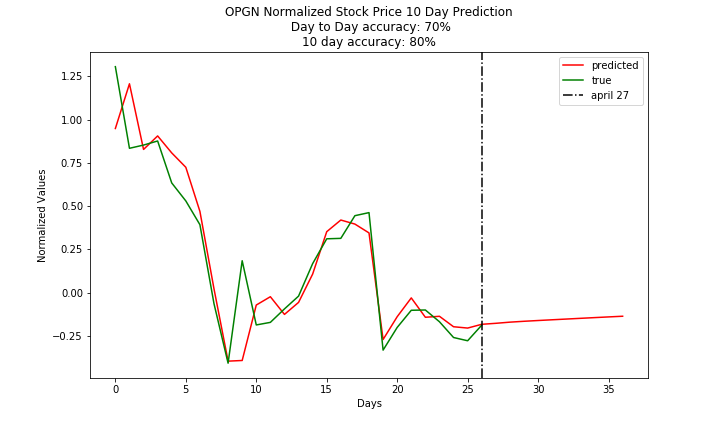 OPGN Normalized Stock Price 10 Day Prediction
Day to Day accuracy: 70%
10 day accuracy: 80%
predicted
true
april 27
Normalized Values
1.25
1.00
0.75
0.50
0.25
0.00
−0.25
0 5 10 15 20 25 30 35
Days